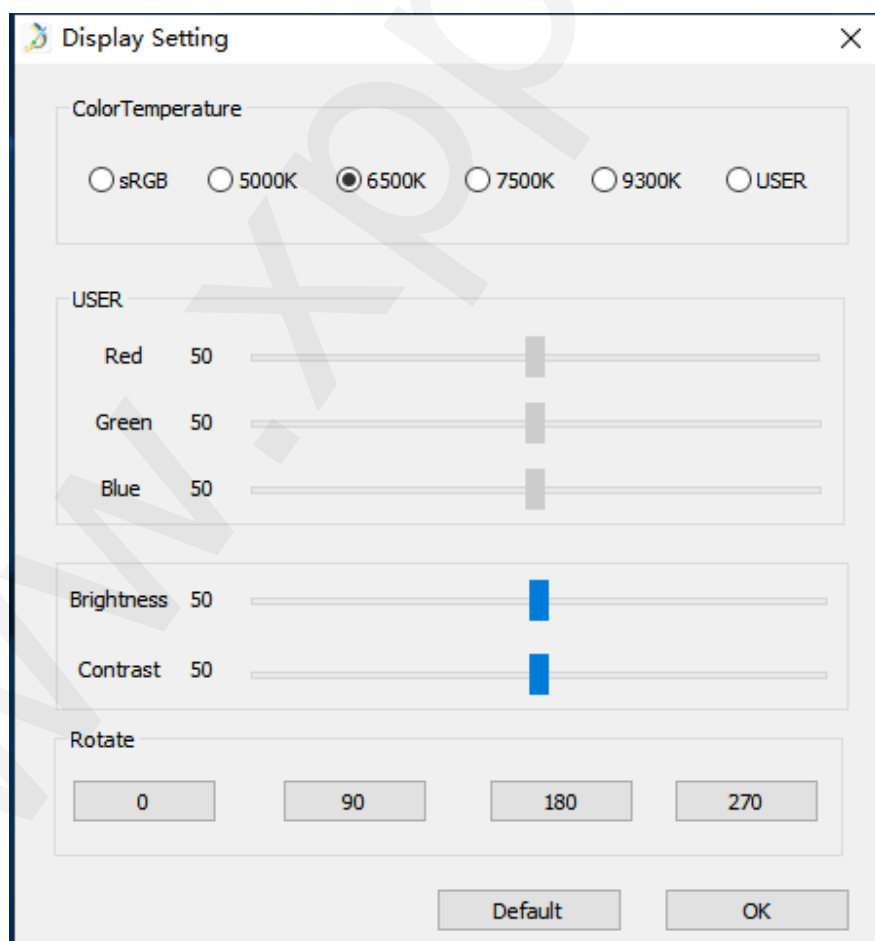 Display Setting
ColorTemperature
sRGB 5000K 6500K 7500K 9300K USER
USER
Red 50
Green 50
Blue 50
Brightness 50
Contrast 50
Rotate
0 90 180 270
Default OK